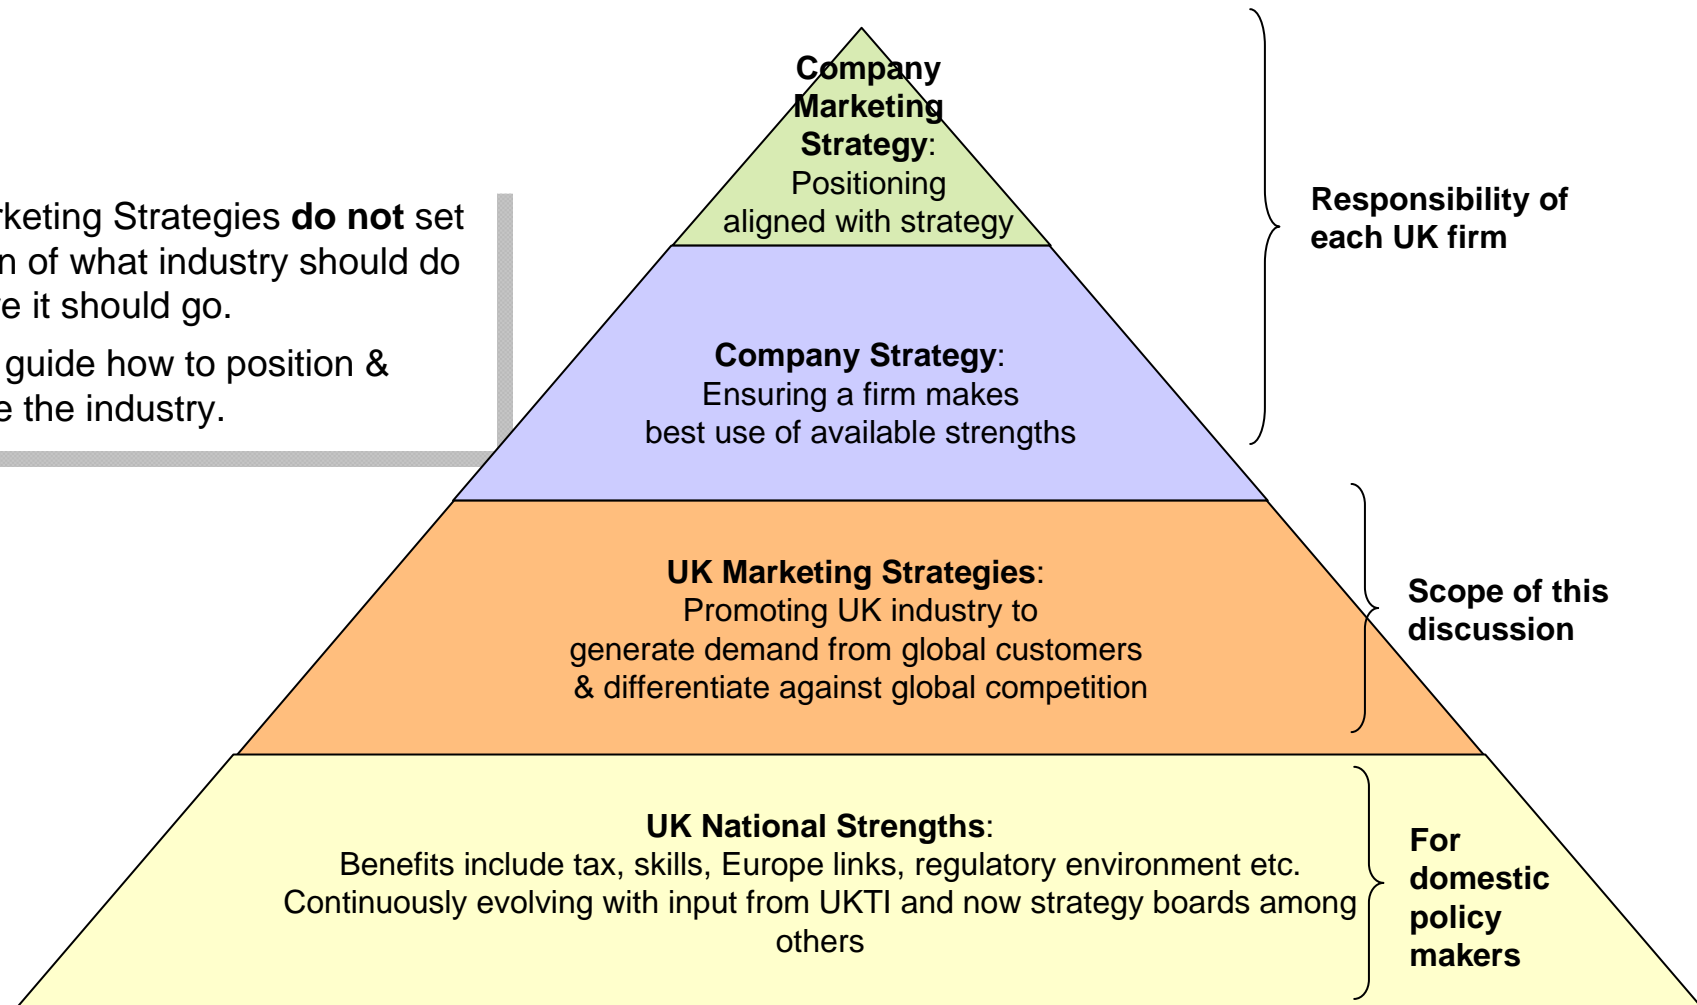 Company
Marketing
Strategy:
Positioning
aligned with strategy
Responsibility of
each UK firm
Marketing Strategies do not set
of what industry should do
it should go.
guide how to position &
the industry.
Company Strategy:
Ensuring a firm makes
best use of available strengths
UK Marketing Strategies:
Promoting UK industry to
generate demand from global customers
& differentiate against global competition
Scope of this
discussion
UK National Strengths:
Benefits include tax, skills, Europe links, regulatory environment etc.
Continuously evolving with input from UKTI and now strategy boards among
others
For
domestic
policy
makers